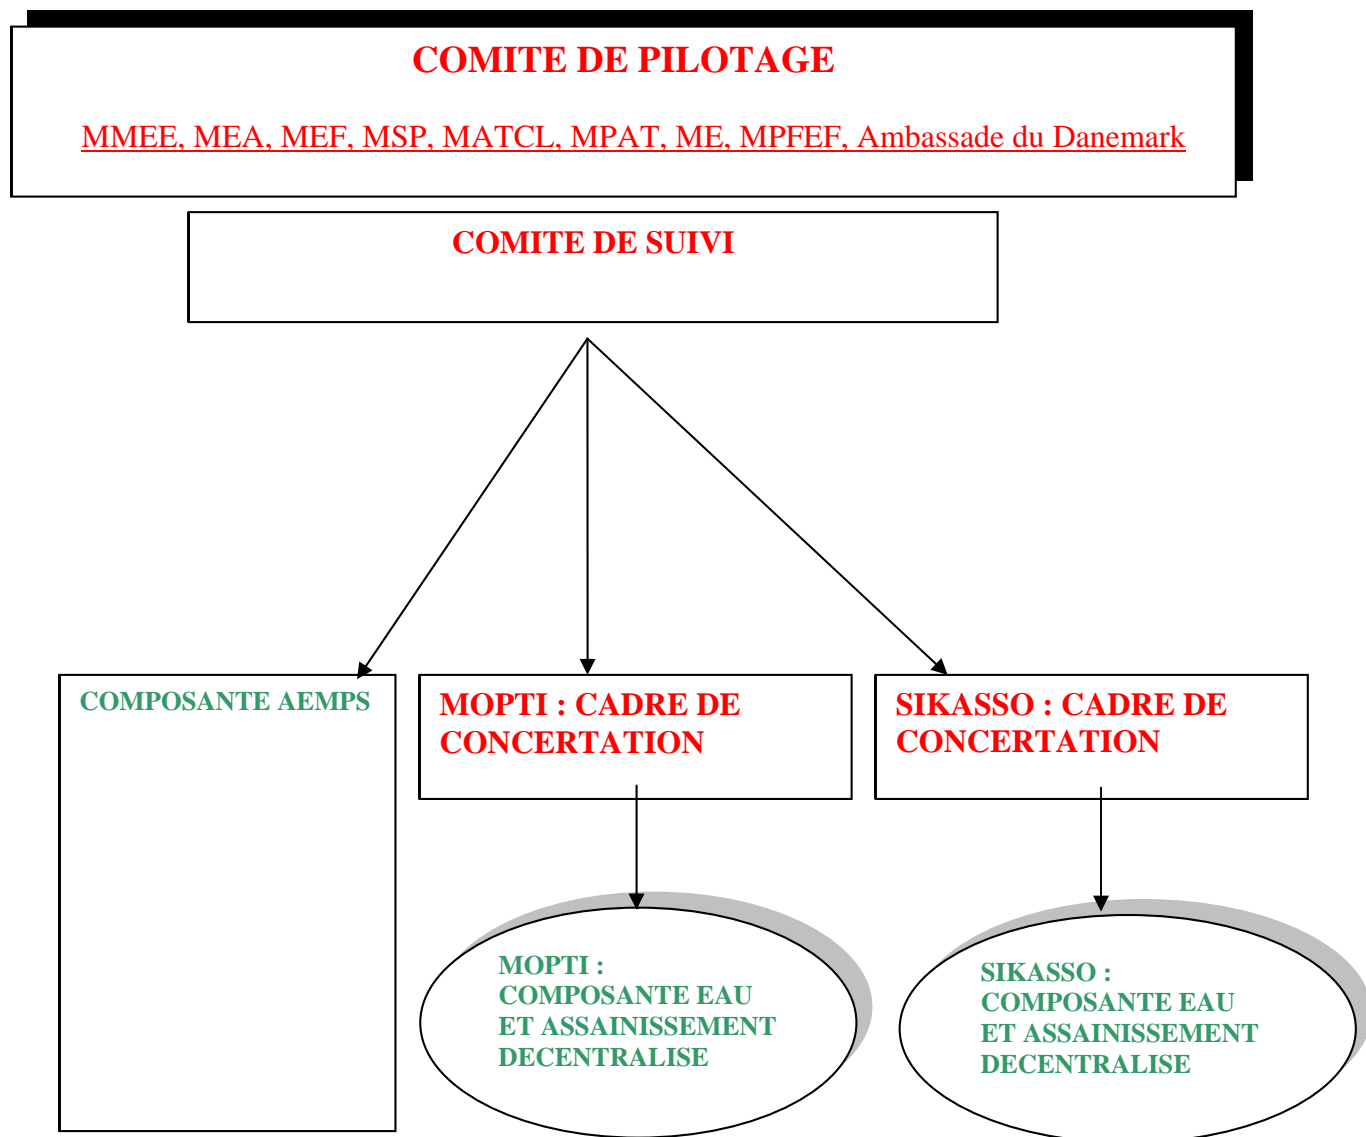 COMITE DE PILOTAGE
MMEE, MEA, MEF, MSP, MATCL, MPAT, ME, MPFEF, Ambassade du Danemark
COMITE DE SUIVI
COMPOSANTE AEMPS
MOPTI : CADRE DE
CONCERTATION
SIKASSO : CADRE DE
CONCERTATION
MOPTI :
COMPOSANTE EAU
ET ASSAINISSEMENT
DECENTRALISE
SIKASSO :
COMPOSANTE EAU
ET ASSAINISSEMENT
DECENTRALISE